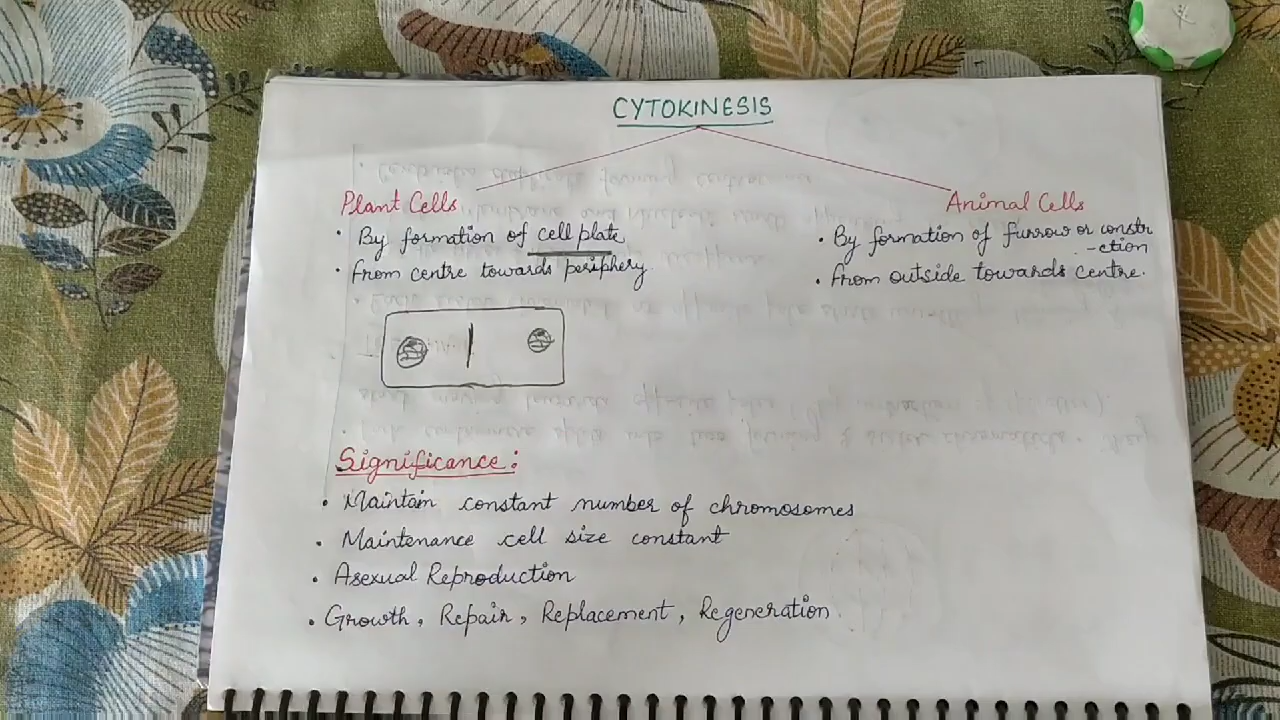 CYTOKINESIS
Plant Cells
• By formation of cell plate
• From centre towards periphery.
Animal Cells
• By formation of furrow or constr
-ction
• From outside towards centre.
Significance:
• Maintain constant number of chromosomes
• Maintenance cell size constant
• Asexual Reproduction
• Growth, Repair, Replacement, Regeneration.